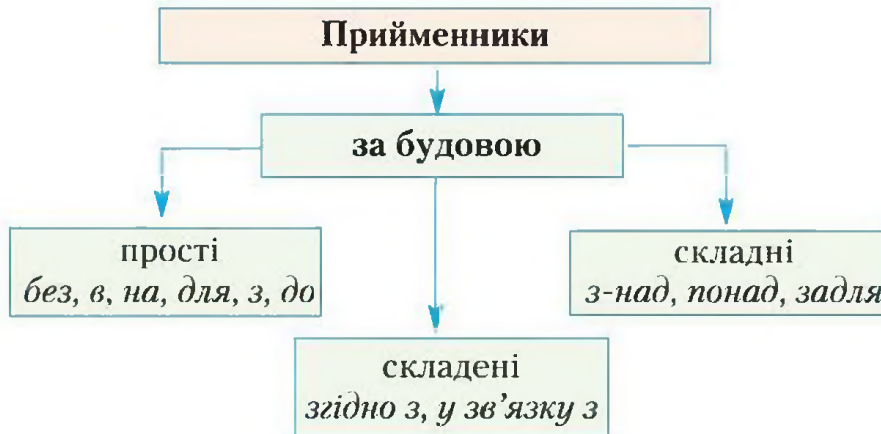 Прийменники
за будовою
прості
без, в, на, для, з, до
складні
з-над, понад, задля
складені
згідно з, у зв’язку з